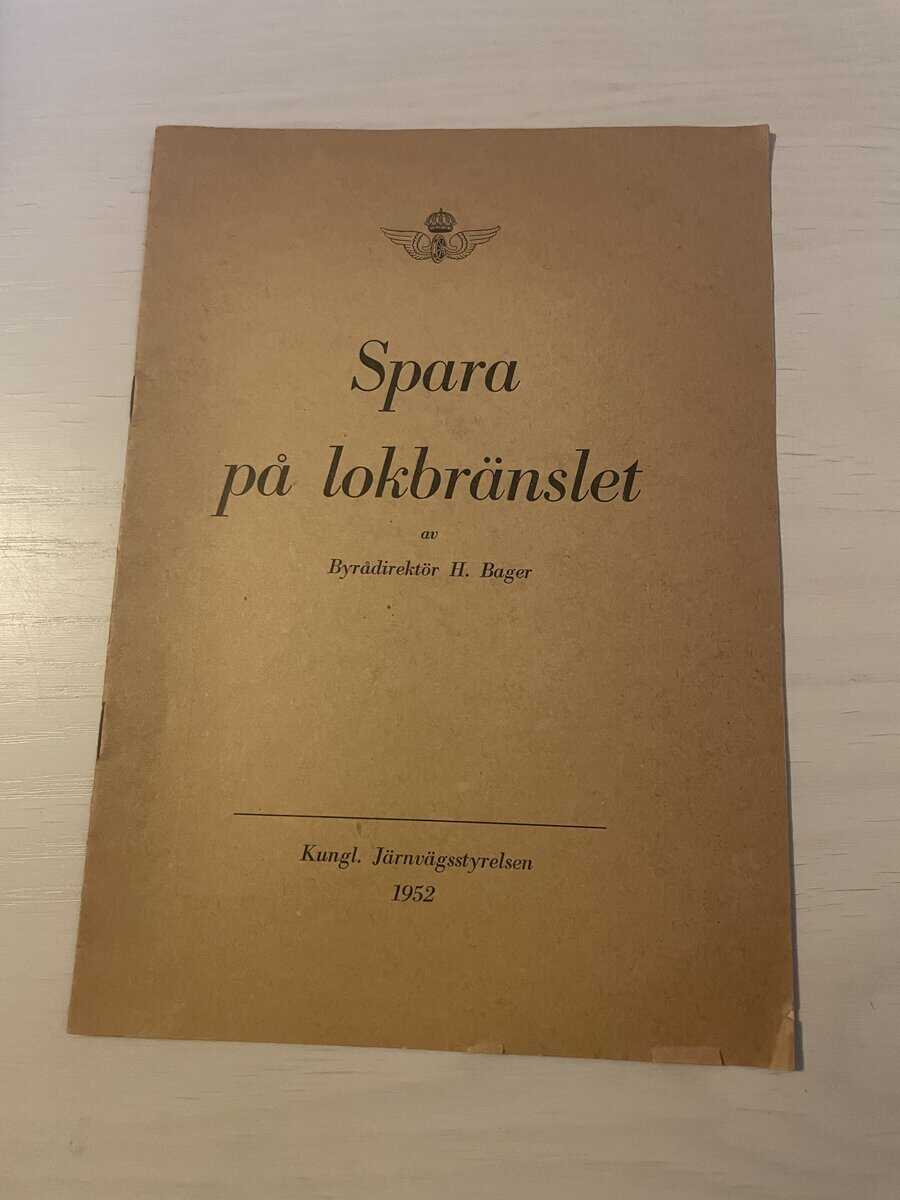 Spara
på lokbränslet
av
Byrådirektör H. Bager
Kungl. Järnvägsstyrelsen
1952